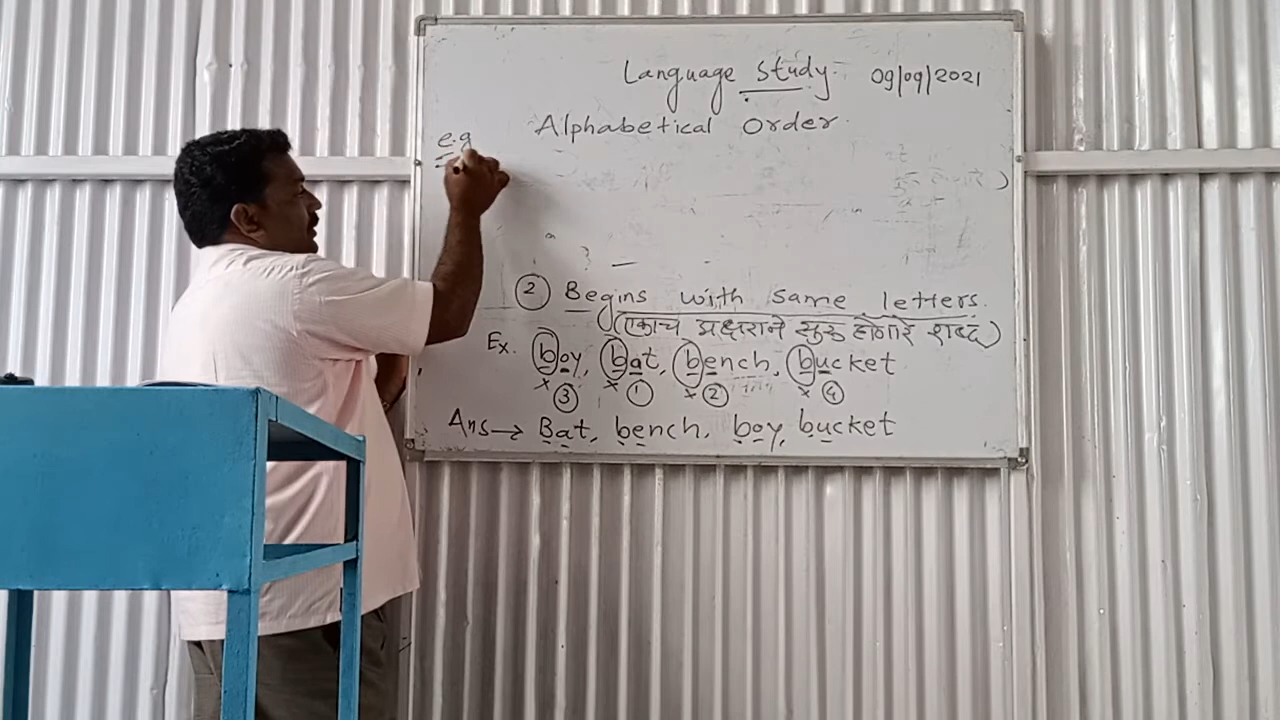 Language Study. 09/09/2021
Alphabetical Order.
e.g
② Begins with same letters.
(एकाच अक्षराने सुरु होणारे शब्द)
Ex. boy, bat, bench, bucket
x ③ x ① x ② x ④
Ans → Bat, bench, boy, bucket